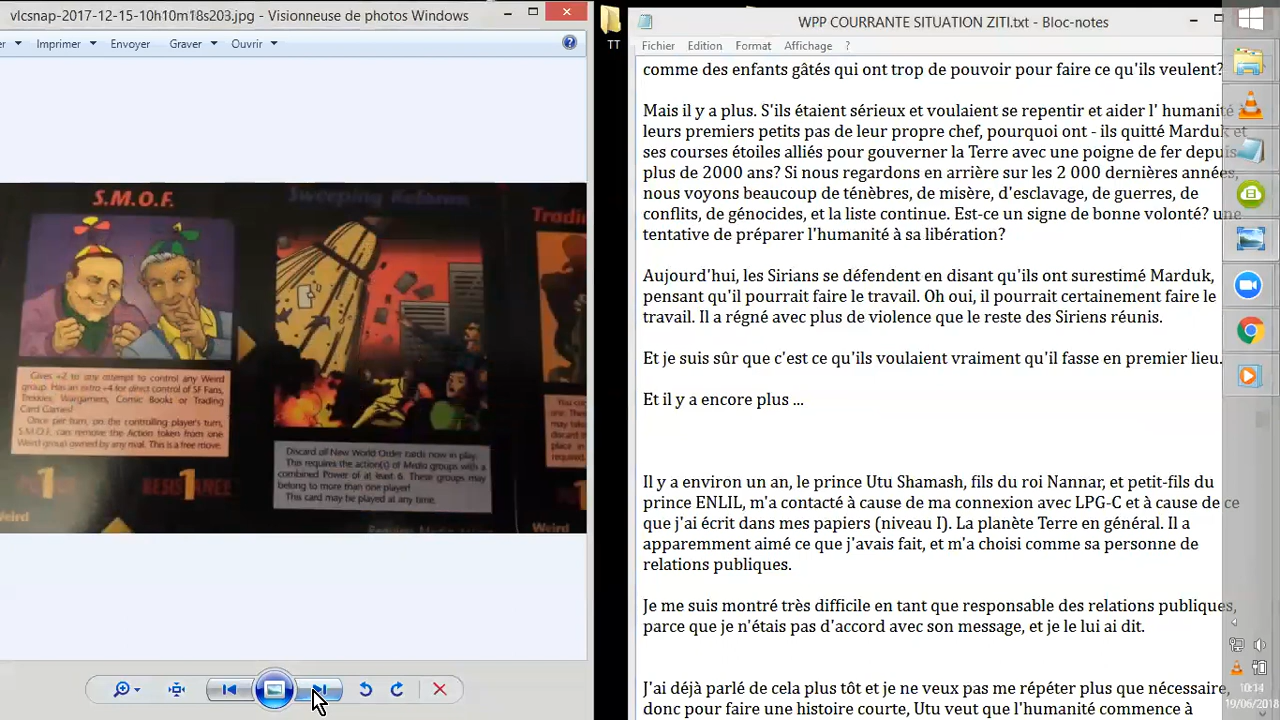 vlcsnap-2017-12-15-10h10m18s203.jpg - Visionneuse de photos Windows
Imprimer
Envoyer
Graver
Ouvrir
S.M.O.F.
Gives +2 to any attempt to control any Weird
group. Has an extra +4 for direct control of SF Fans,
Trekkies, Wargamers, Comic Books or Trading
Card Games!
Once per turn, on the controlling player's turn,
S.M.O.F. can remove the Action token from one
Weird group owned by any rival. This is a free move.
1
RESISTANCE 1
Weird
Sweeping Reforms
Discard all New World Order cards now in play.
This requires the action(s) of Media groups with a
combined Power of at least 6. These groups may
belong to more than one player!
This card may be played at any time.
Tradi
You
may
discard
place
required.
Weird
TT
WPP COURRANTE SITUATION ZITI.txt - Bloc-notes
Fichier Edition Format Affichage ?
comme des enfants gâtés qui ont trop de pouvoir pour faire ce qu'ils veulent?
Mais il y a plus. S'ils étaient sérieux et voulaient se repentir et aider l' humanité à
leurs premiers petits pas de leur propre chef, pourquoi ont - ils quitté Marduk et
ses courses étoiles alliés pour gouverner la Terre avec une poigne de fer depuis
plus de 2000 ans? Si nous regardons en arrière sur les 2 000 dernières années,
nous voyons beaucoup de ténèbres, de misère, d'esclavage, de guerres, de
conflits, de génocides, et la liste continue. Est-ce un signe de bonne volonté? une
tentative de préparer l'humanité à sa libération?
Aujourd'hui, les Sirians se défendent en disant qu'ils ont surestimé Marduk,
pensant qu'il pourrait faire le travail. Oh oui, il pourrait certainement faire le
travail. Il a régné avec plus de violence que le reste des Siriens réunis.
Et je suis sûr que c'est ce qu'ils voulaient vraiment qu'il fasse en premier lieu.
Et il y a encore plus ...
Il y a environ un an, le prince Utu Shamash, fils du roi Nannar, et petit-fils du
prince ENLIL, m'a contacté à cause de ma connexion avec LPG-C et à cause de ce
que j'ai écrit dans mes papiers (niveau I). La planète Terre en général. Il a
apparemment aimé ce que j'avais fait, et m'a choisi comme sa personne de
relations publiques.
Je me suis montré très difficile en tant que responsable des relations publiques,
parce que je n'étais pas d'accord avec son message, et je le lui ai dit.
J'ai déjà parlé de cela plus tôt et je ne veux pas me répéter plus que nécessaire,
donc pour faire une histoire courte, Utu veut que l'humanité commence à
10:14
19/06/2018